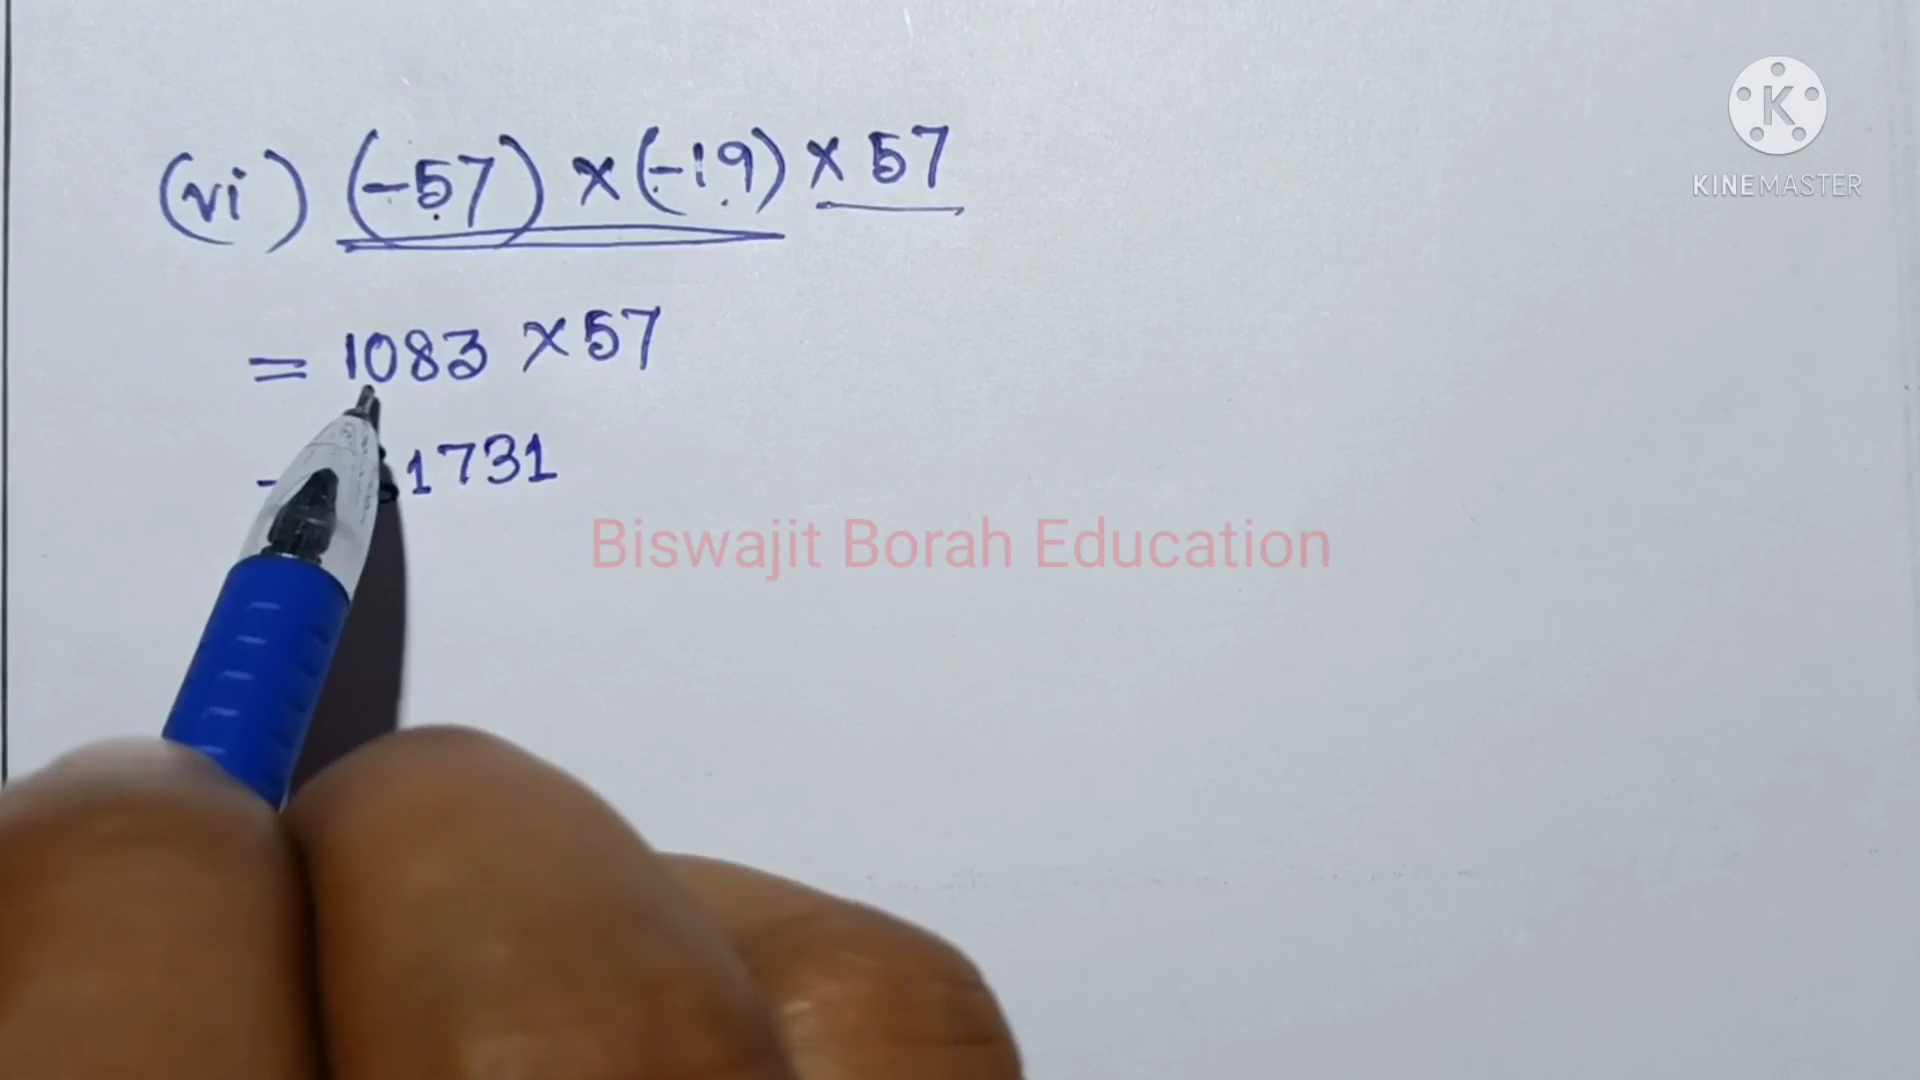 (vi) (-57) × (-19) × 57
KINEMASTER
= 1083 × 57
1731
Biswajit Borah Education